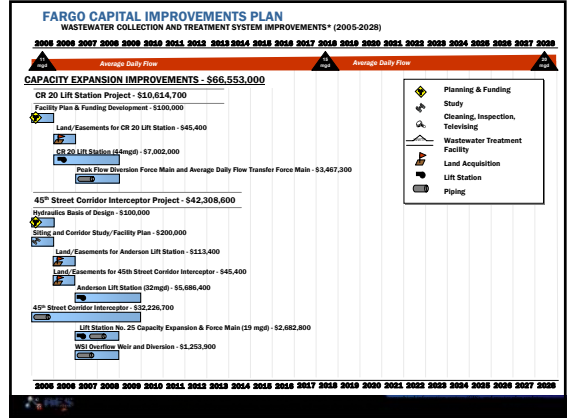 FARGO CAPITAL IMPROVEMENTS PLAN
WASTEWATER COLLECTION AND TREATMENT SYSTEM IMPROVEMENTS* (2005-2028)
2005 2006 2007 2008 2009 2010 2011 2012 2013 2014 2015 2016 2017 2018 2019 2020 2021 2022 2023 2024 2025 2026 2027 2028
11 mgd
Average Daily Flow
15 mgd
Average Daily Flow
20 mgd
CAPACITY EXPANSION IMPROVEMENTS - $66,553,000
CR 20 Lift Station Project - $10,614,700
Facility Plan & Funding Development - $100,000
Land/Easements for CR 20 Lift Station - $45,400
CR 20 Lift Station (44mgd) - $7,002,000
Peak Flow Diversion Force Main and Average Daily Flow Transfer Force Main - $3,467,300
45th Street Corridor Interceptor Project - $42,308,600
Hydraulics Basis of Design - $100,000
Siting and Corridor Study/Facility Plan - $200,000
Land/Easements for Anderson Lift Station - $113,400
Land/Easements for 45th Street Corridor Interceptor - $45,400
Anderson Lift Station (32mgd) - $5,686,400
45th Street Corridor Interceptor - $32,226,700
Lift Station No. 25 Capacity Expansion & Force Main (19 mgd) - $2,682,800
WSI Overflow Weir and Diversion - $1,253,900
Planning & Funding
Study
Cleaning, Inspection,
Televising
Wastewater Treatment
Facility
Land Acquisition
Lift Station
Piping
2005 2006 2007 2008 2009 2010 2011 2012 2013 2014 2015 2016 2017 2018 2019 2020 2021 2022 2023 2024 2025 2026 2027 2028